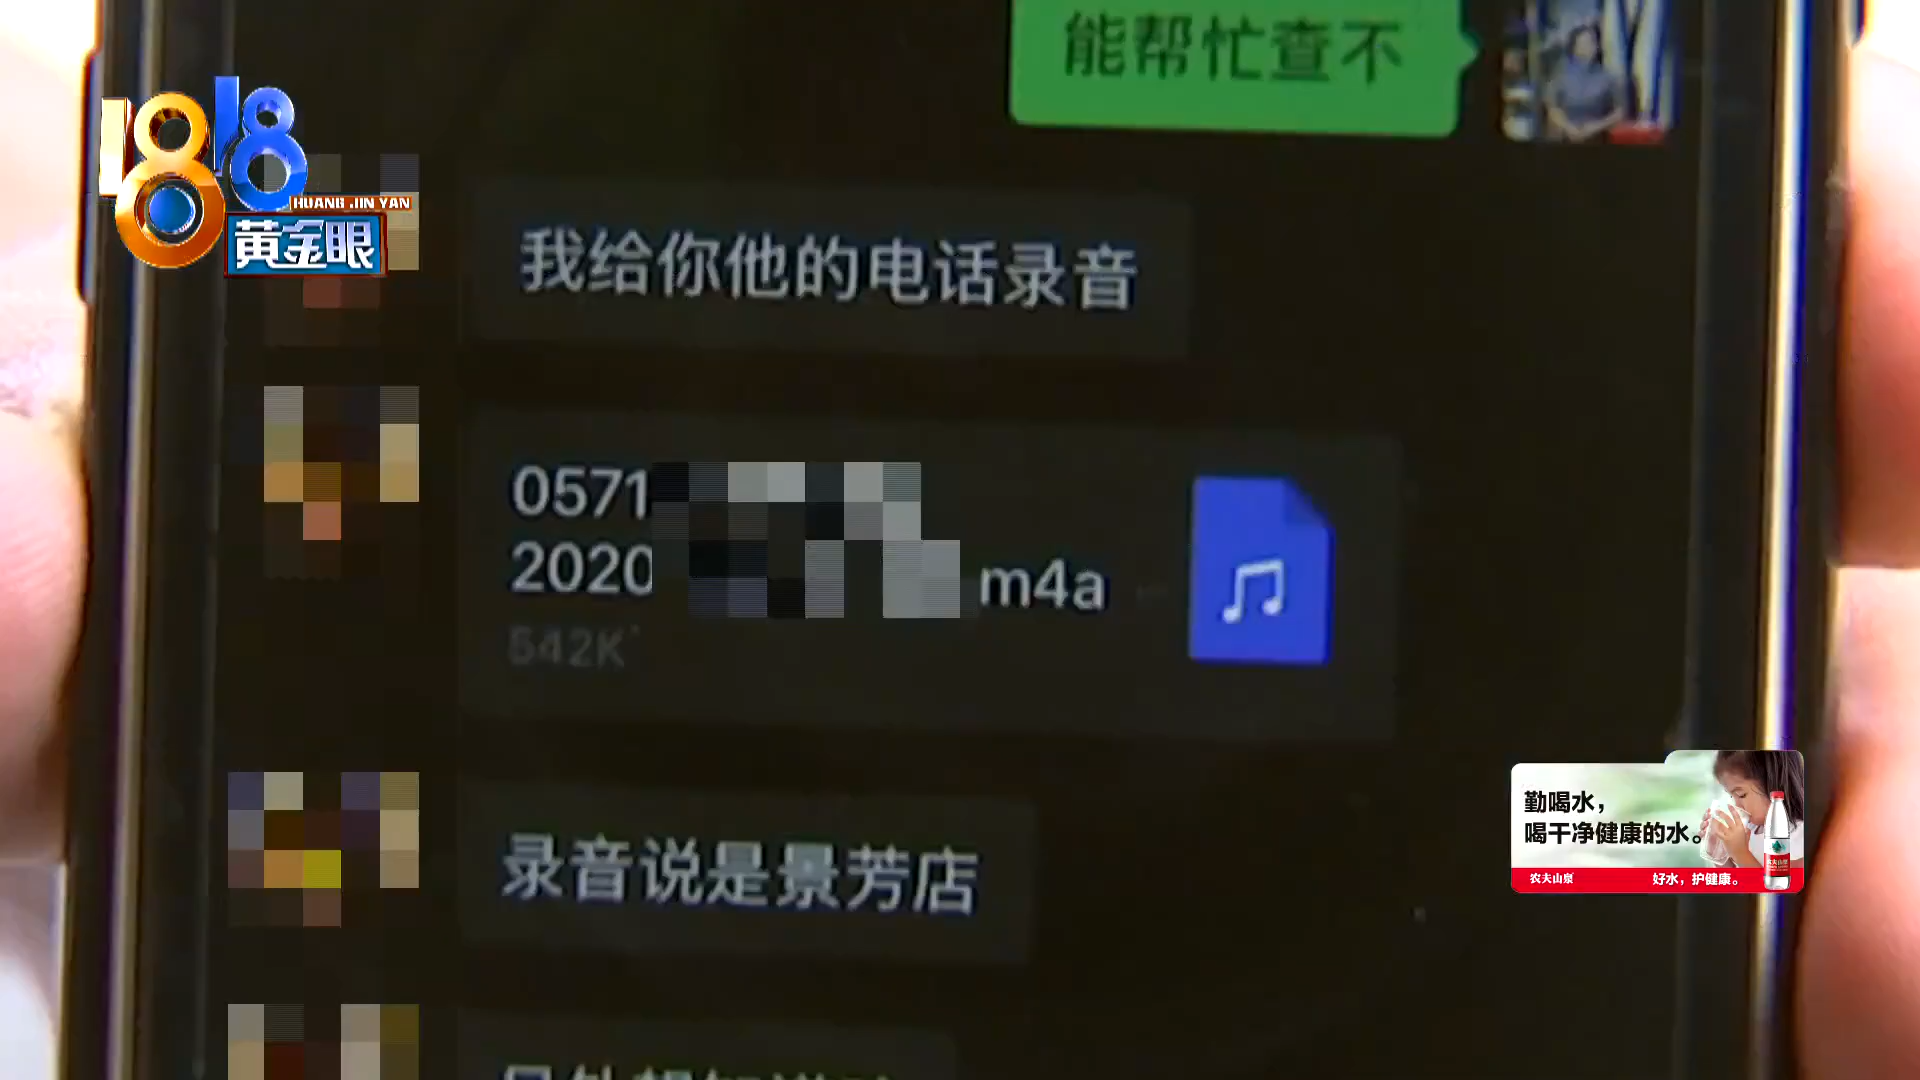 能帮忙查不
1818
HUANG JIN YAN
黄金眼
我给你他的电话录音
0571
2020
m4a
542K
录音说是景芳店
勤喝水，
喝干净健康的水。
农夫山泉
好水，护健康。